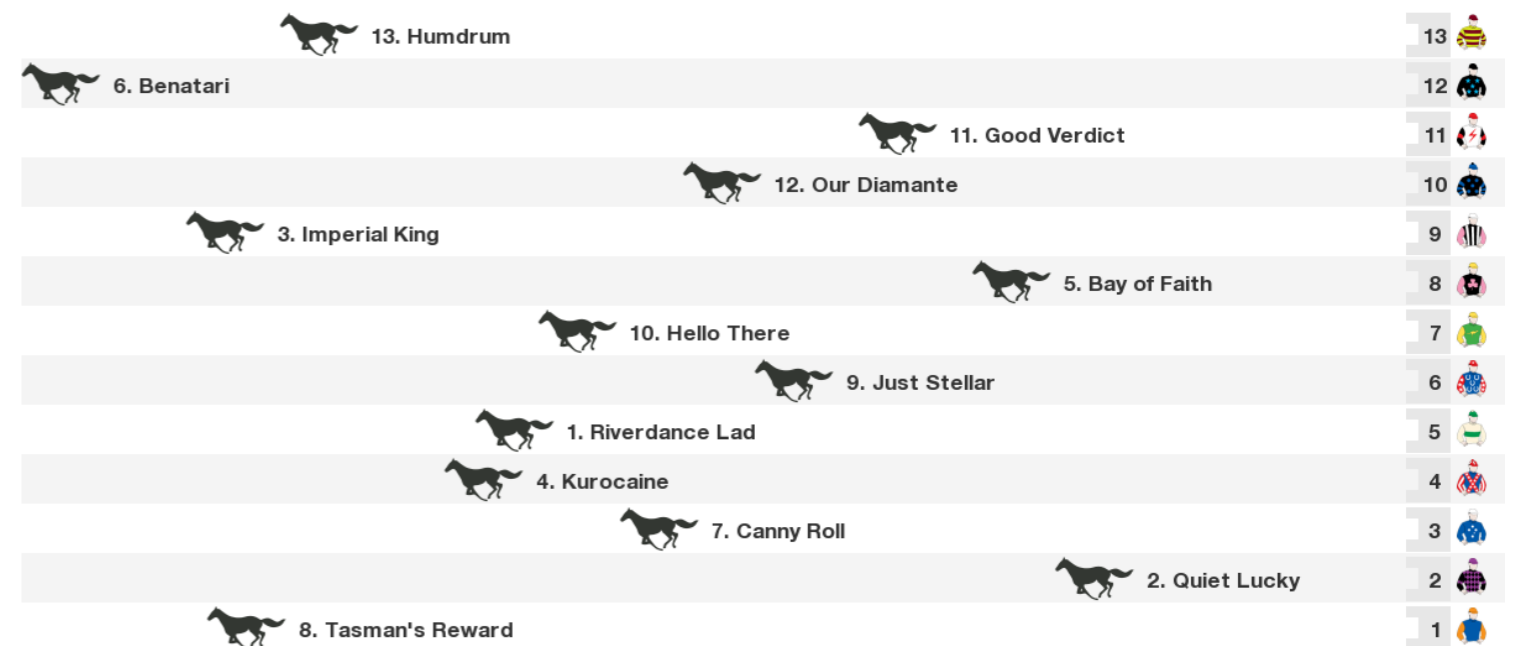 13. Humdrum 13
6. Benatari 12
11. Good Verdict 11
12. Our Diamante 10
3. Imperial King 9
5. Bay of Faith 8
10. Hello There 7
9. Just Stellar 6
1. Riverdance Lad 5
4. Kurocaine 4
7. Canny Roll 3
2. Quiet Lucky 2
8. Tasman's Reward 1